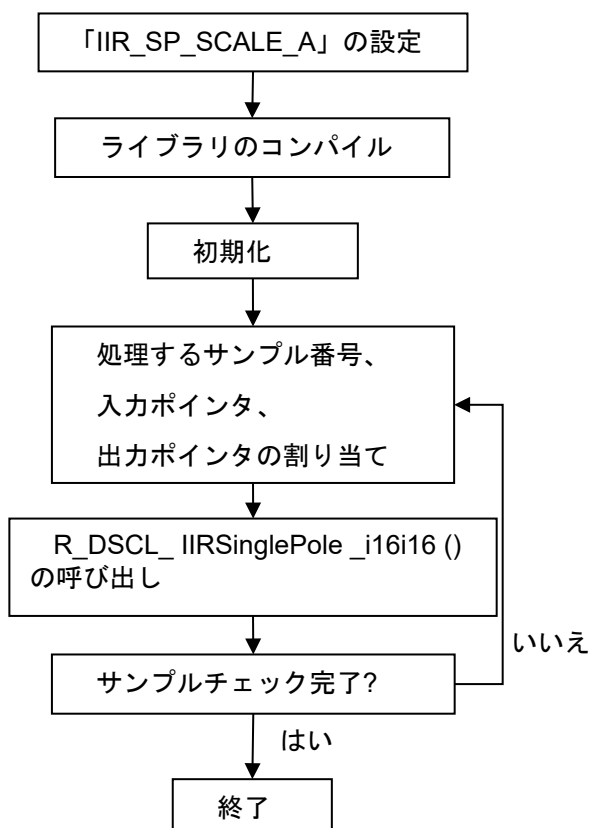 「IIR_SP_SCALE_A」の設定
ライブラリのコンパイル
初期化
処理するサンプル番号、
入力ポインタ、
出力ポインタの割り当て
R_DSCL_ IIRSinglePole _i16i16 ()
の呼び出し
いいえ
サンプルチェック完了?
はい
終了